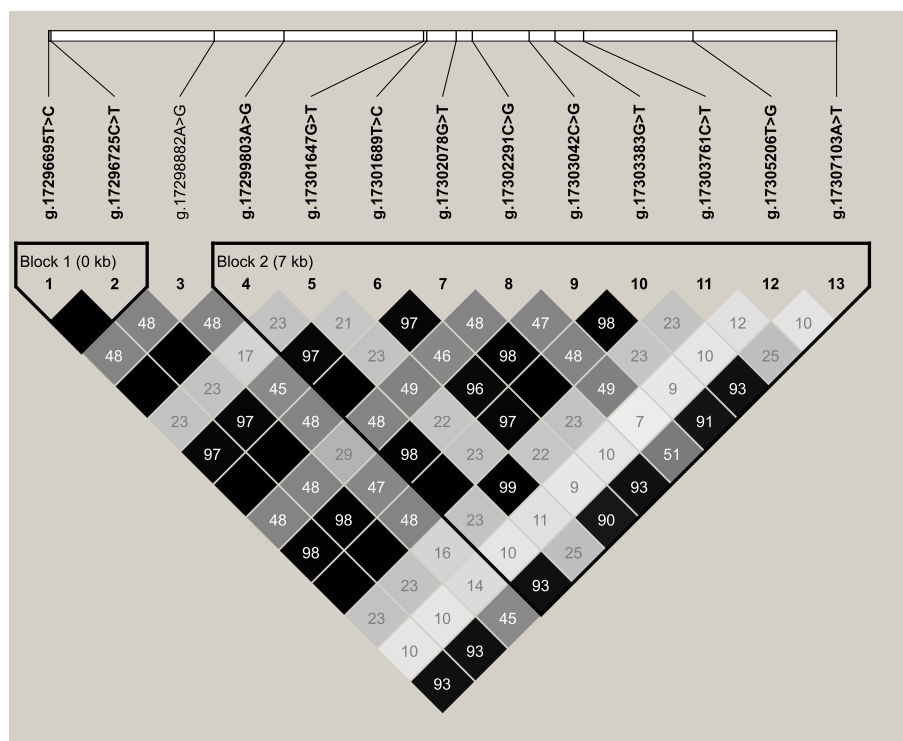 g.17296695T>C
g.17296725C>T
g.17298882A>G
g.17299803A>G
g.17301647G>T
g.17301689T>C
g.17302078G>T
g.17302291C>G
g.17303042C>G
g.17303383G>T
g.17303761C>T
g.17305206T>G
g.17307103A>T
Block 1 (0 kb) Block 2 (7 kb)
1 2 3 4 5 6 7 8 9 10 11 12 13
48 48 23 21 97 48 47 98 23 12 10
48 17 97 23 46 98 48 23 10 25
23 45 49 96 49 9 93
23 97 48 48 22 97 23 7 91
97 29 98 23 22 10 51
48 47 99 9 93
48 98 48 23 11 90
98 16 10 25
23 14 93
23 10 45
10 93
93